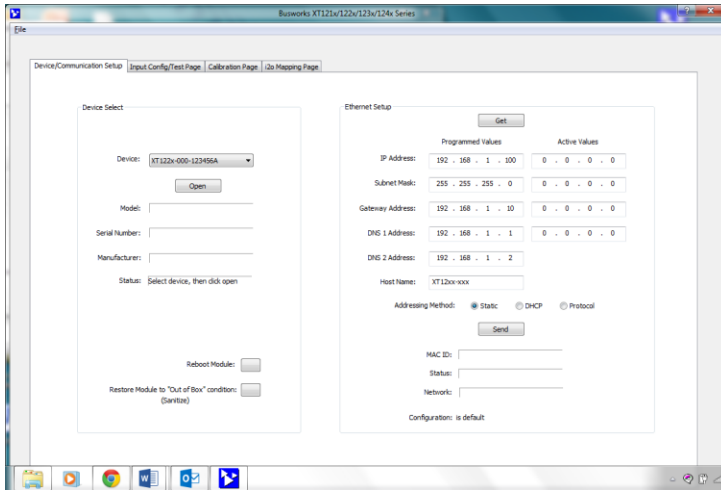 Busworks XT121x/122x/123x/124x Series
File
Device/Communication Setup Input Config/Test Page Calibration Page i2o Mapping Page
Device Select
Device: XT122x-000-123456A
Open
Model:
Serial Number:
Manufacturer:
Status: Select device, then click open
Reboot Module:
Restore Module to "Out of Box" condition:
(Sanitize)
Ethernet Setup
Get
Programmed Values Active Values
IP Address: 192 . 168 . 1 . 100 0 . 0 . 0 . 0
Subnet Mask: 255 . 255 . 255 . 0 0 . 0 . 0 . 0
Gateway Address: 192 . 168 . 1 . 10 0 . 0 . 0 . 0
DNS 1 Address: 192 . 168 . 1 . 1 0 . 0 . 0 . 0
DNS 2 Address: 192 . 168 . 1 . 2
Host Name: XT12xx-xxx
Addressing Method: Static DHCP Protocol
Send
MAC ID:
Status:
Network:
Configuration: is default